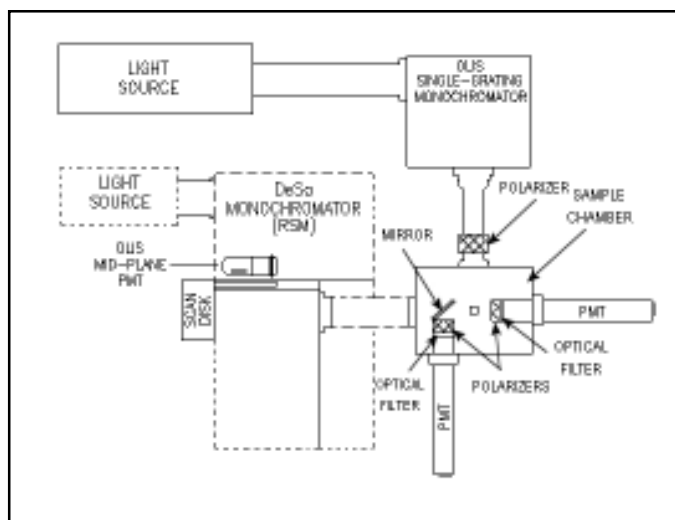 LIGHT
SOURCE
OLIS
SINGLE-GRATING
MONOCHROMATOR
LIGHT
SOURCE
DeSa
MONOCHROMATOR
(RSM)
POLARIZER
SAMPLE
CHAMBER
MIRROR
OLIS
MID-PLANE
PMT
SCAN
DISK
PMT
OPTICAL
FILTER
OPTICAL
FILTER
POLARIZERS
PMT